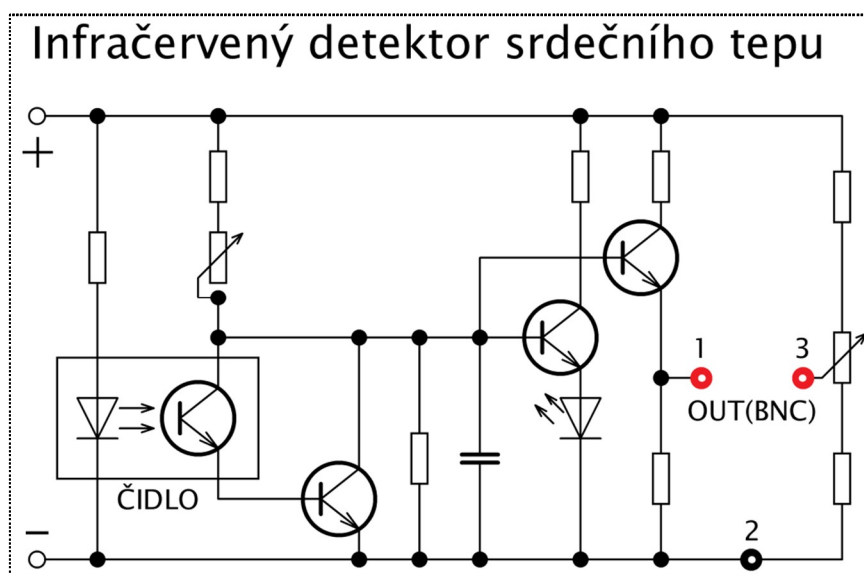 Infračervený detektor srdečního tepu
+
1
3
OUT(BNC)
ČIDLO
2
−